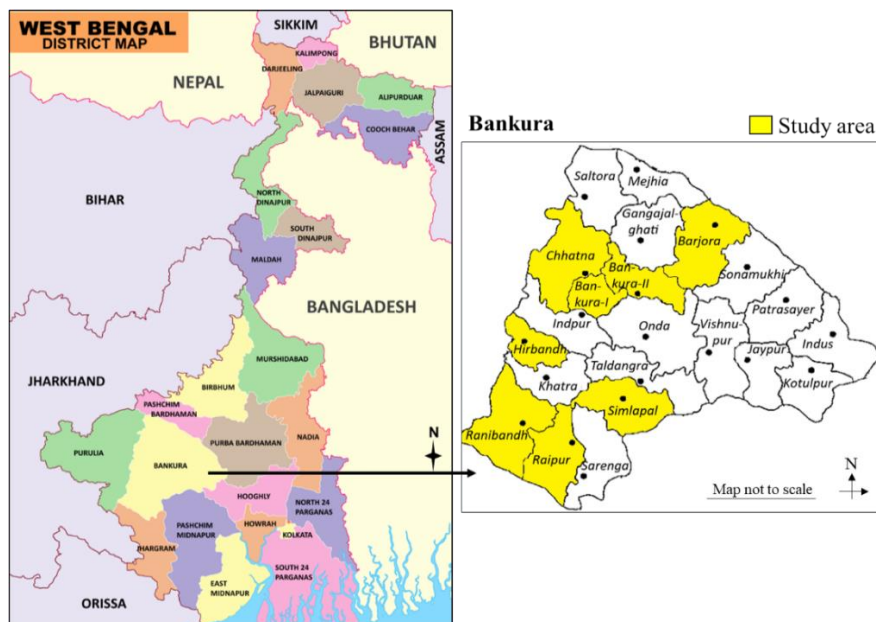 WEST BENGAL
DISTRICT MAP
SIKKIM
BHUTAN
NEPAL
KALIMPONG
DARJEELING
JALPAIGURI
ALIPURDUAR
COOCH BEHAR
ASSAM
BIHAR
NORTH
DINAJPUR
SOUTH
DINAJPUR
MALDAH
BANGLADESH
MURSHIDABAD
JHARKHAND
BIRBHUM
PASHCHIM
BARDHAMAN
NADIA
PURBA BARDHAMAN
PURULIA
BANKURA
N
HOOGHLY
NORTH 24
PARGANAS
PASHCHIM
MIDNAPUR
HOWRAH
KOLKATA
JHARGRAM
SOUTH 24
PARGANAS
EAST
MIDNAPUR
ORISSA
Bankura
Study area
Saltora
Mejhia
Gangajal-
ghati
Barjora
Chhatna
Ban-
kura-II
Sonamukhi
Ban-
kura-I
Patrasayer
Indpur
Onda
Vishnu-
pur
Hirbandh
Jaypur
Indus
Taldangra
Khatra
Kotulpur
Simlapal
Ranibandh
Raipur
Sarenga
Map not to scale
N